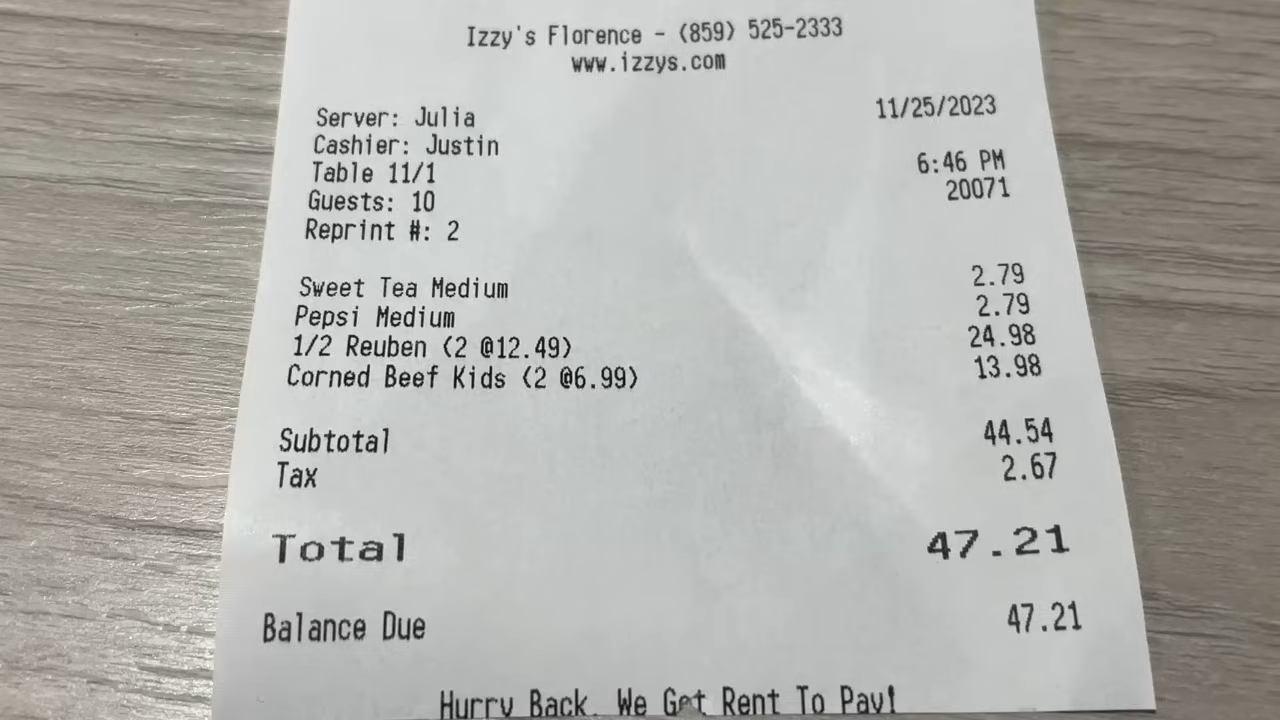 Izzy's Florence - (859) 525-2333
www.izzys.com
Server: Julia 11/25/2023
Cashier: Justin
Table 11/1 6:46 PM
Guests: 10 20071
Reprint #: 2
Sweet Tea Medium 2.79
Pepsi Medium 2.79
1/2 Reuben (2 @12.49) 24.98
Corned Beef Kids (2 @6.99) 13.98
Subtotal 44.54
Tax 2.67
Total 47.21
Balance Due 47.21
Hurry Back. We Got Rent To Pay!